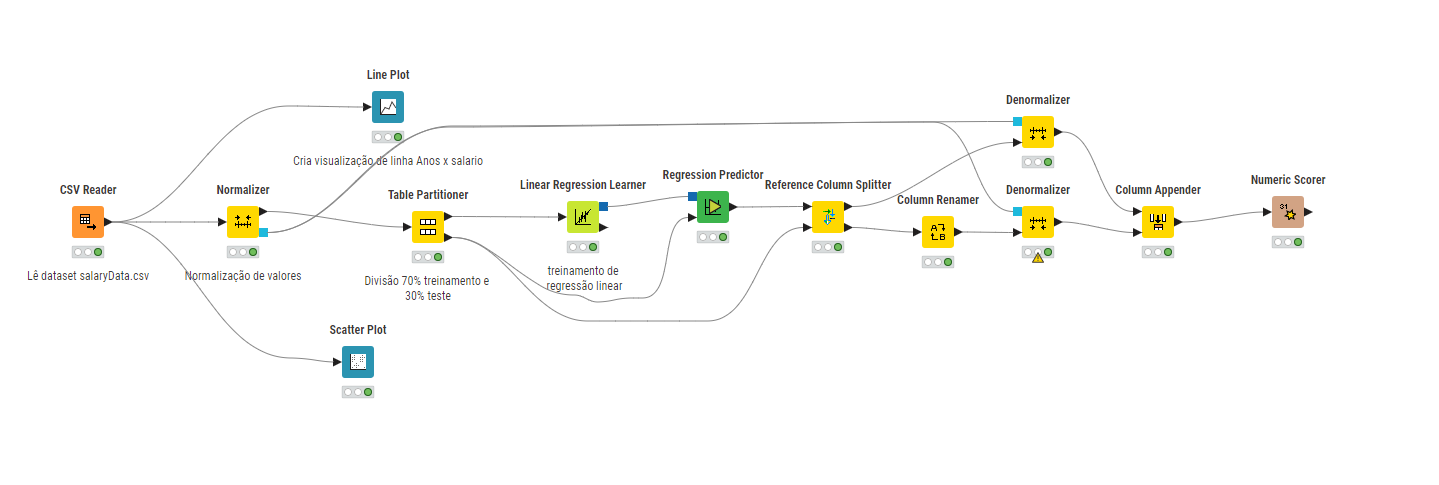 Line Plot
Cria visualização de linha Anos x salario
CSV Reader
Lê dataset salaryData.csv
Normalizer
Normalização de valores
Table Partitioner
Divisão 70% treinamento e
30% teste
Scatter Plot
Linear Regression Learner
treinamento de
regressão linear
Regression Predictor
Reference Column Splitter
Column Renamer
A
B
Denormalizer
Denormalizer
Column Appender
Numeric Scorer
31